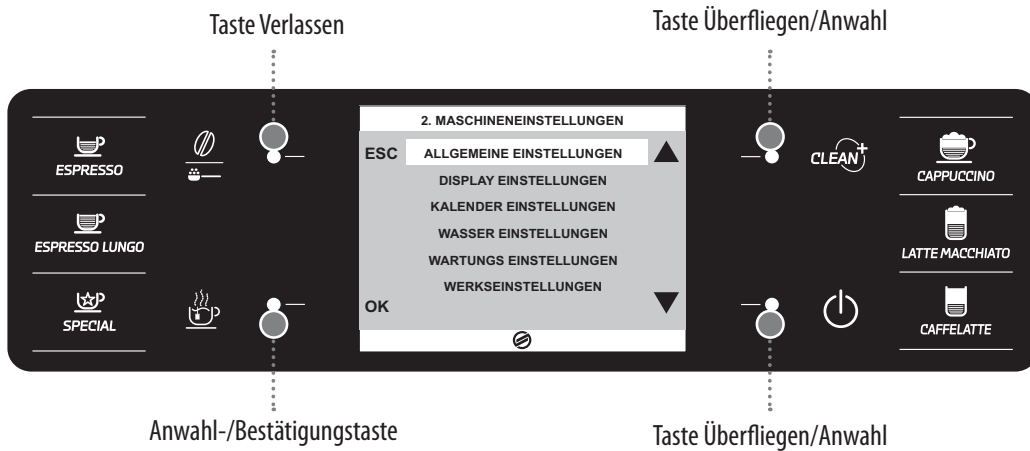 Taste Verlassen
Taste Überfliegen/Anwahl
ESPRESSO
ESPRESSO LUNGO
SPECIAL
2. MASCHINENEINSTELLUNGEN
ESC
ALLGEMEINE EINSTELLUNGEN
DISPLAY EINSTELLUNGEN
KALENDER EINSTELLUNGEN
WASSER EINSTELLUNGEN
WARTUNGS EINSTELLUNGEN
WERKSEINSTELLUNGEN
OK
CLEAN+
CAPPUCCINO
LATTE MACCHIATO
CAFFELATTE
Anwahl-/Bestätigungstaste
Taste Überfliegen/Anwahl